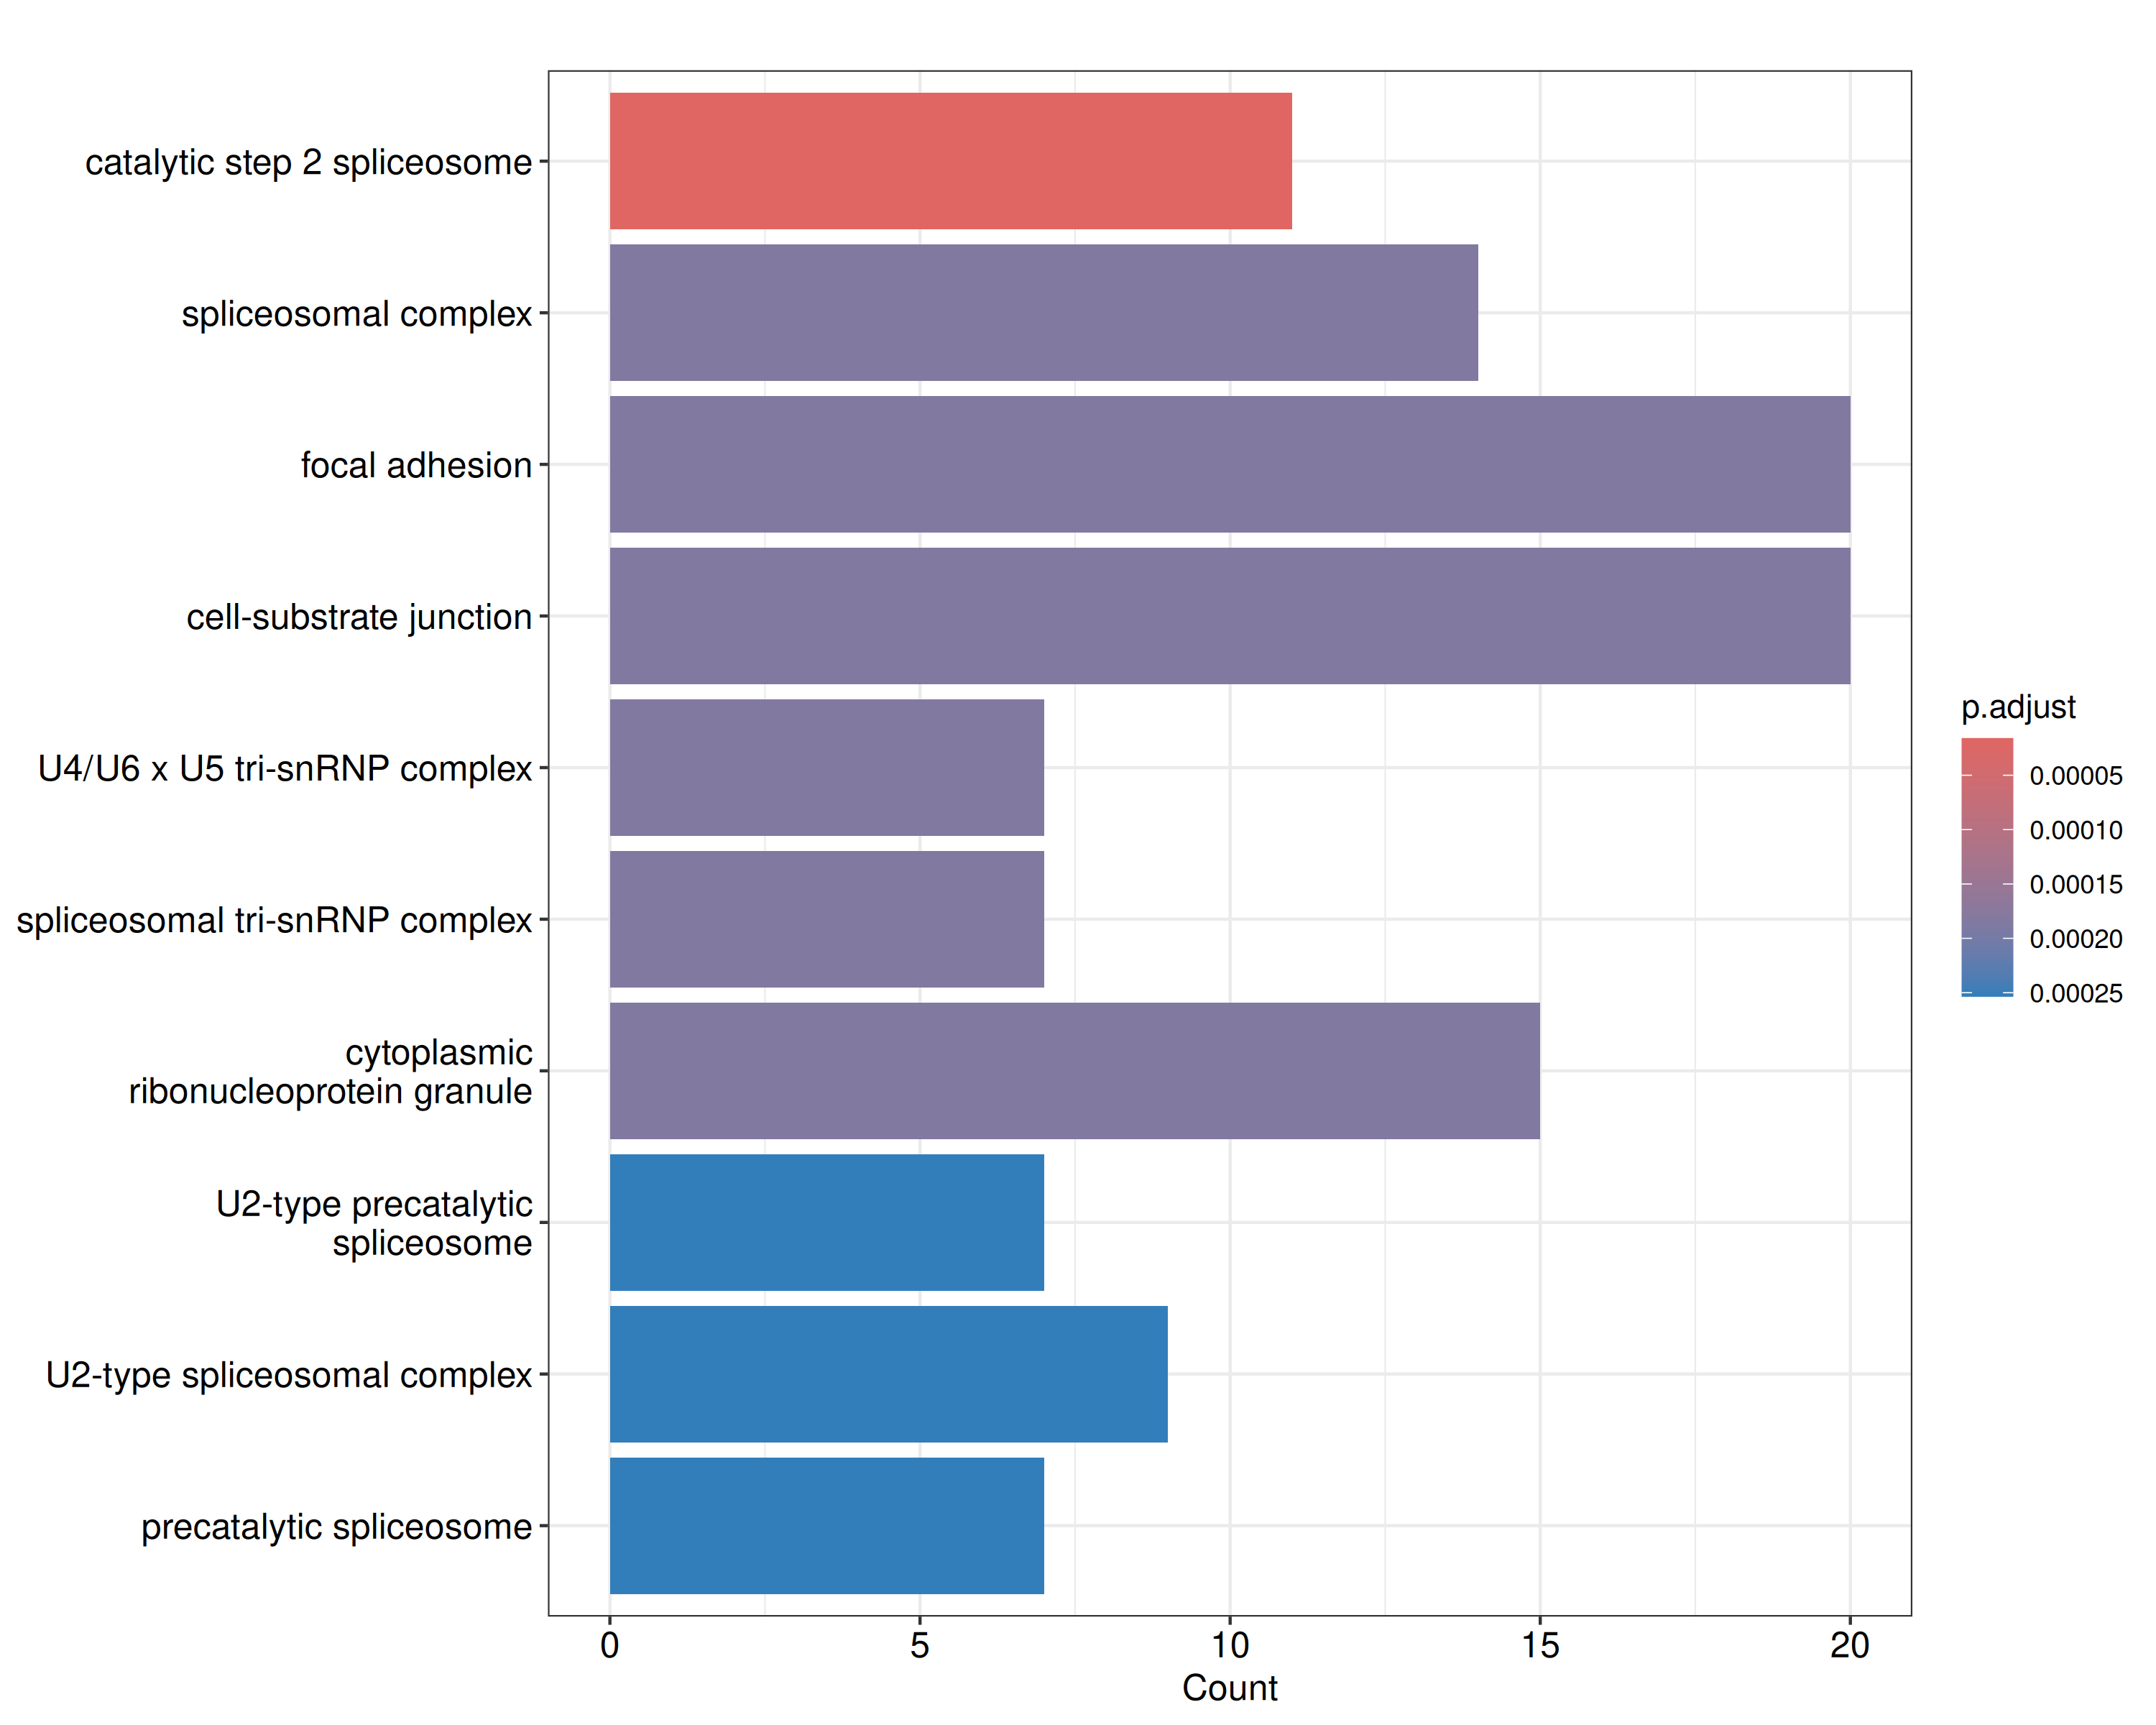 catalytic step 2 spliceosome
spliceosomal complex
focal adhesion
cell-substrate junction
U4/U6 x U5 tri-snRNP complex
spliceosomal tri-snRNP complex
cytoplasmic
ribonucleoprotein granule
U2-type precatalytic
spliceosome
U2-type spliceosomal complex
precatalytic spliceosome
0 5 10 15 20
Count
p.adjust
0.00005
0.00010
0.00015
0.00020
0.00025